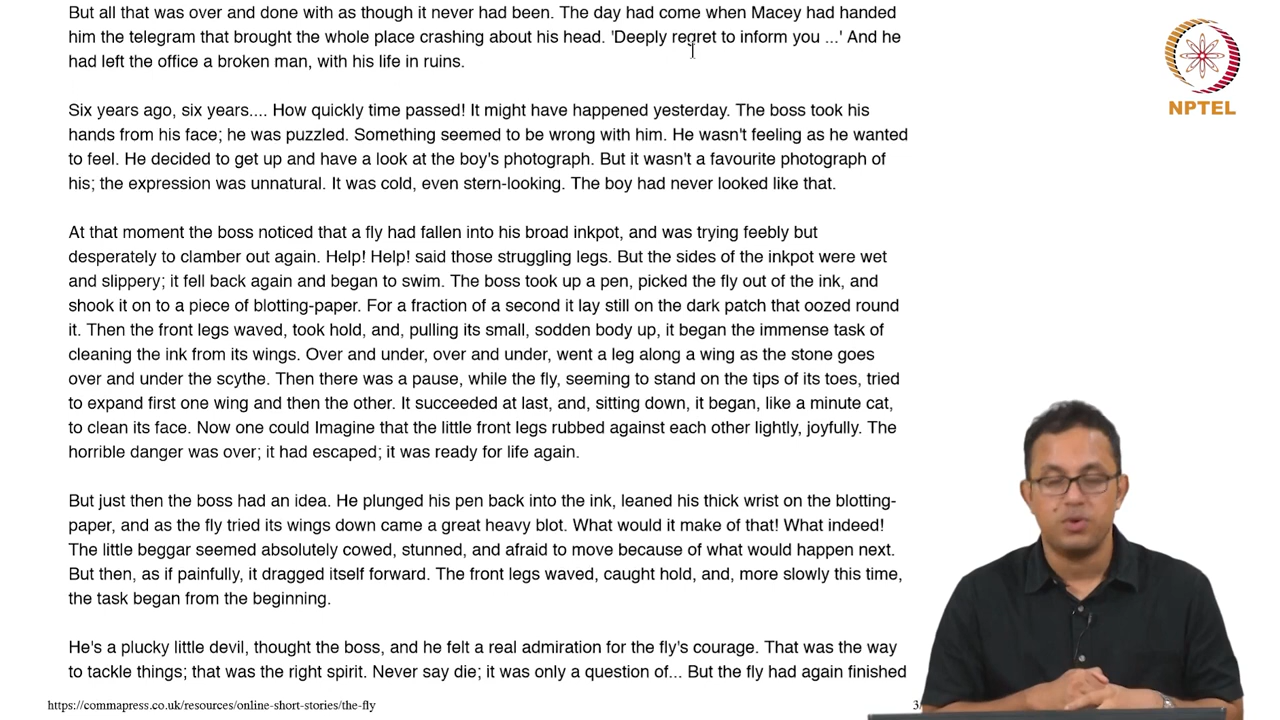 But all that was over and done with as though it never had been. The day had come when Macey had handed
him the telegram that brought the whole place crashing about his head. 'Deeply regret to inform you ...' And he
had left the office a broken man, with his life in ruins.
Six years ago, six years.... How quickly time passed! It might have happened yesterday. The boss took his
hands from his face; he was puzzled. Something seemed to be wrong with him. He wasn't feeling as he wanted
to feel. He decided to get up and have a look at the boy's photograph. But it wasn't a favourite photograph of
his; the expression was unnatural. It was cold, even stern-looking. The boy had never looked like that.
At that moment the boss noticed that a fly had fallen into his broad inkpot, and was trying feebly but
desperately to clamber out again. Help! Help! said those struggling legs. But the sides of the inkpot were wet
and slippery; it fell back again and began to swim. The boss took up a pen, picked the fly out of the ink, and
shook it on to a piece of blotting-paper. For a fraction of a second it lay still on the dark patch that oozed round
it. Then the front legs waved, took hold, and, pulling its small, sodden body up, it began the immense task of
cleaning the ink from its wings. Over and under, over and under, went a leg along a wing as the stone goes
over and under the scythe. Then there was a pause, while the fly, seeming to stand on the tips of its toes, tried
to expand first one wing and then the other. It succeeded at last, and, sitting down, it began, like a minute cat,
to clean its face. Now one could Imagine that the little front legs rubbed against each other lightly, joyfully. The
horrible danger was over; it had escaped; it was ready for life again.
But just then the boss had an idea. He plunged his pen back into the ink, leaned his thick wrist on the blotting-
paper, and as the fly tried its wings down came a great heavy blot. What would it make of that! What indeed!
The little beggar seemed absolutely cowed, stunned, and afraid to move because of what would happen next.
But then, as if painfully, it dragged itself forward. The front legs waved, caught hold, and, more slowly this time,
the task began from the beginning.
He's a plucky little devil, thought the boss, and he felt a real admiration for the fly's courage. That was the way
to tackle things; that was the right spirit. Never say die; it was only a question of... But the fly had again finished
https://commapress.co.uk/resources/online-short-stories/the-fly
3/
NPTEL